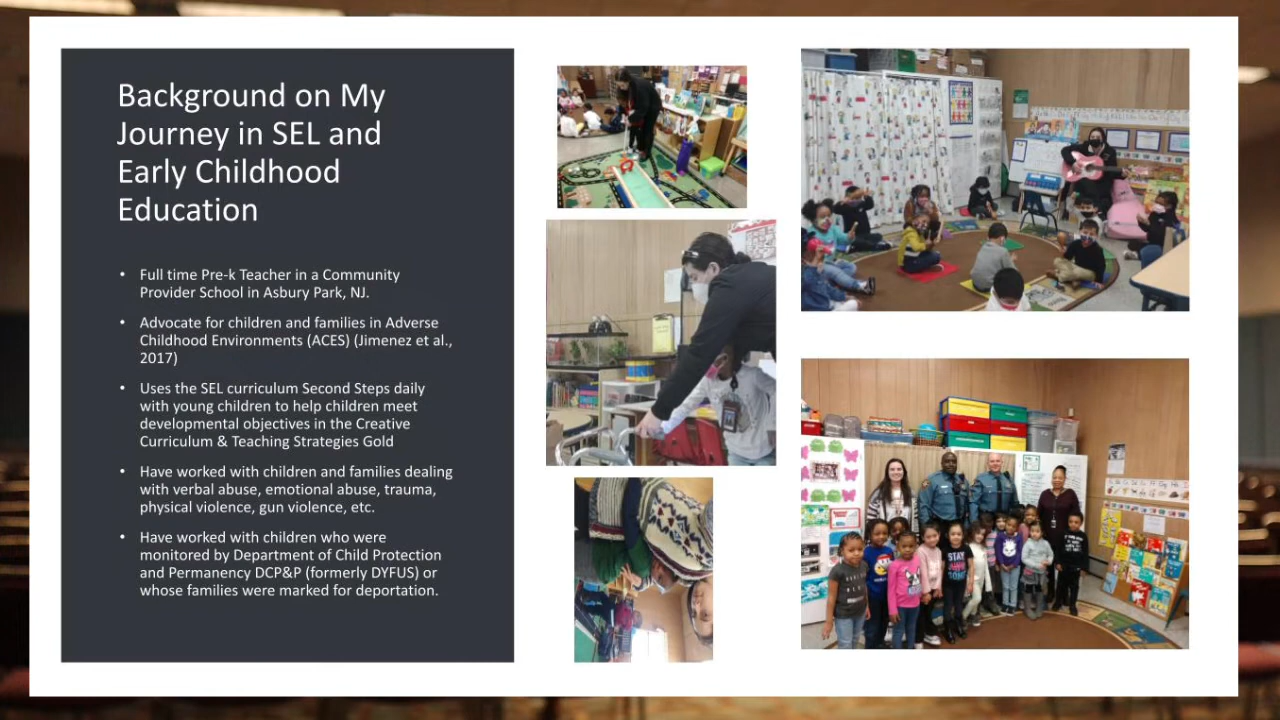 Background on My
Journey in SEL and
Early Childhood
Education
• Full time Pre-k Teacher in a Community
Provider School in Asbury Park, NJ.
• Advocate for children and families in Adverse
Childhood Environments (ACES) (Jimenez et al.,
2017)
• Uses the SEL curriculum Second Steps daily
with young children to help children meet
developmental objectives in the Creative
Curriculum & Teaching Strategies Gold
• Have worked with children and families dealing
with verbal abuse, emotional abuse, trauma,
physical violence, gun violence, etc.
• Have worked with children who were
monitored by Department of Child Protection
and Permanency DCP&P (formerly DYFUS) or
whose families were marked for deportation.
STAY